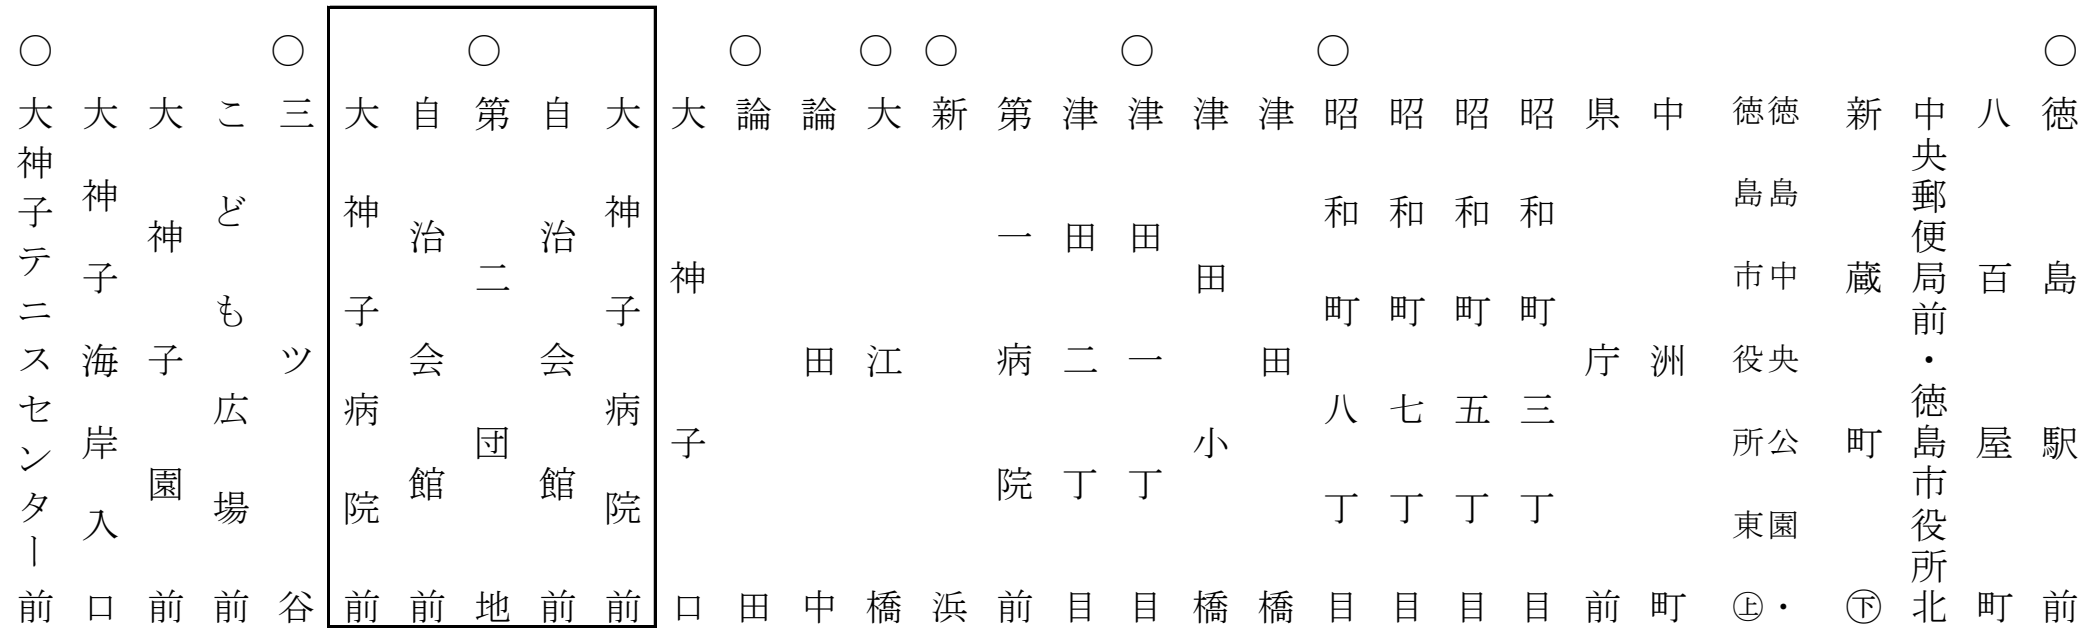 ○徳島駅前
八百屋町
中央郵便局前・徳島市役所北
新蔵町㊦
徳島中央公園・
徳島市役所東㊤
中洲町
県庁前
昭和町三丁目
昭和町五丁目
昭和町七丁目
○昭和町八丁目
津田橋
津田小橋
○津田一丁目
津田二丁目
第一病院前
○新浜
○大江橋
論田中
○論田
大神子口
大神子病院前
自治会館前
○第二団地
自治会館前
大神子病院前
○三ツ谷
こども広場前
大神子園前
大神子海岸入口
○大神子テニスセンター前